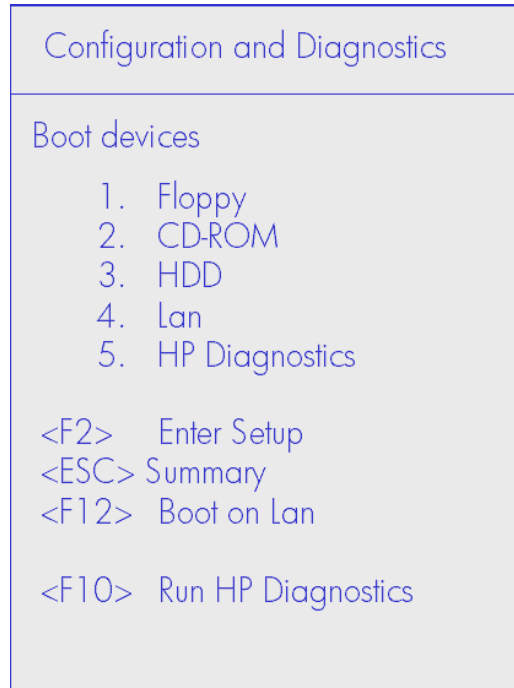 Configuration and Diagnostics
Boot devices
1. Floppy
2. CD-ROM
3. HDD
4. Lan
5. HP Diagnostics
<F2> Enter Setup
<ESC> Summary
<F12> Boot on Lan
<F10> Run HP Diagnostics